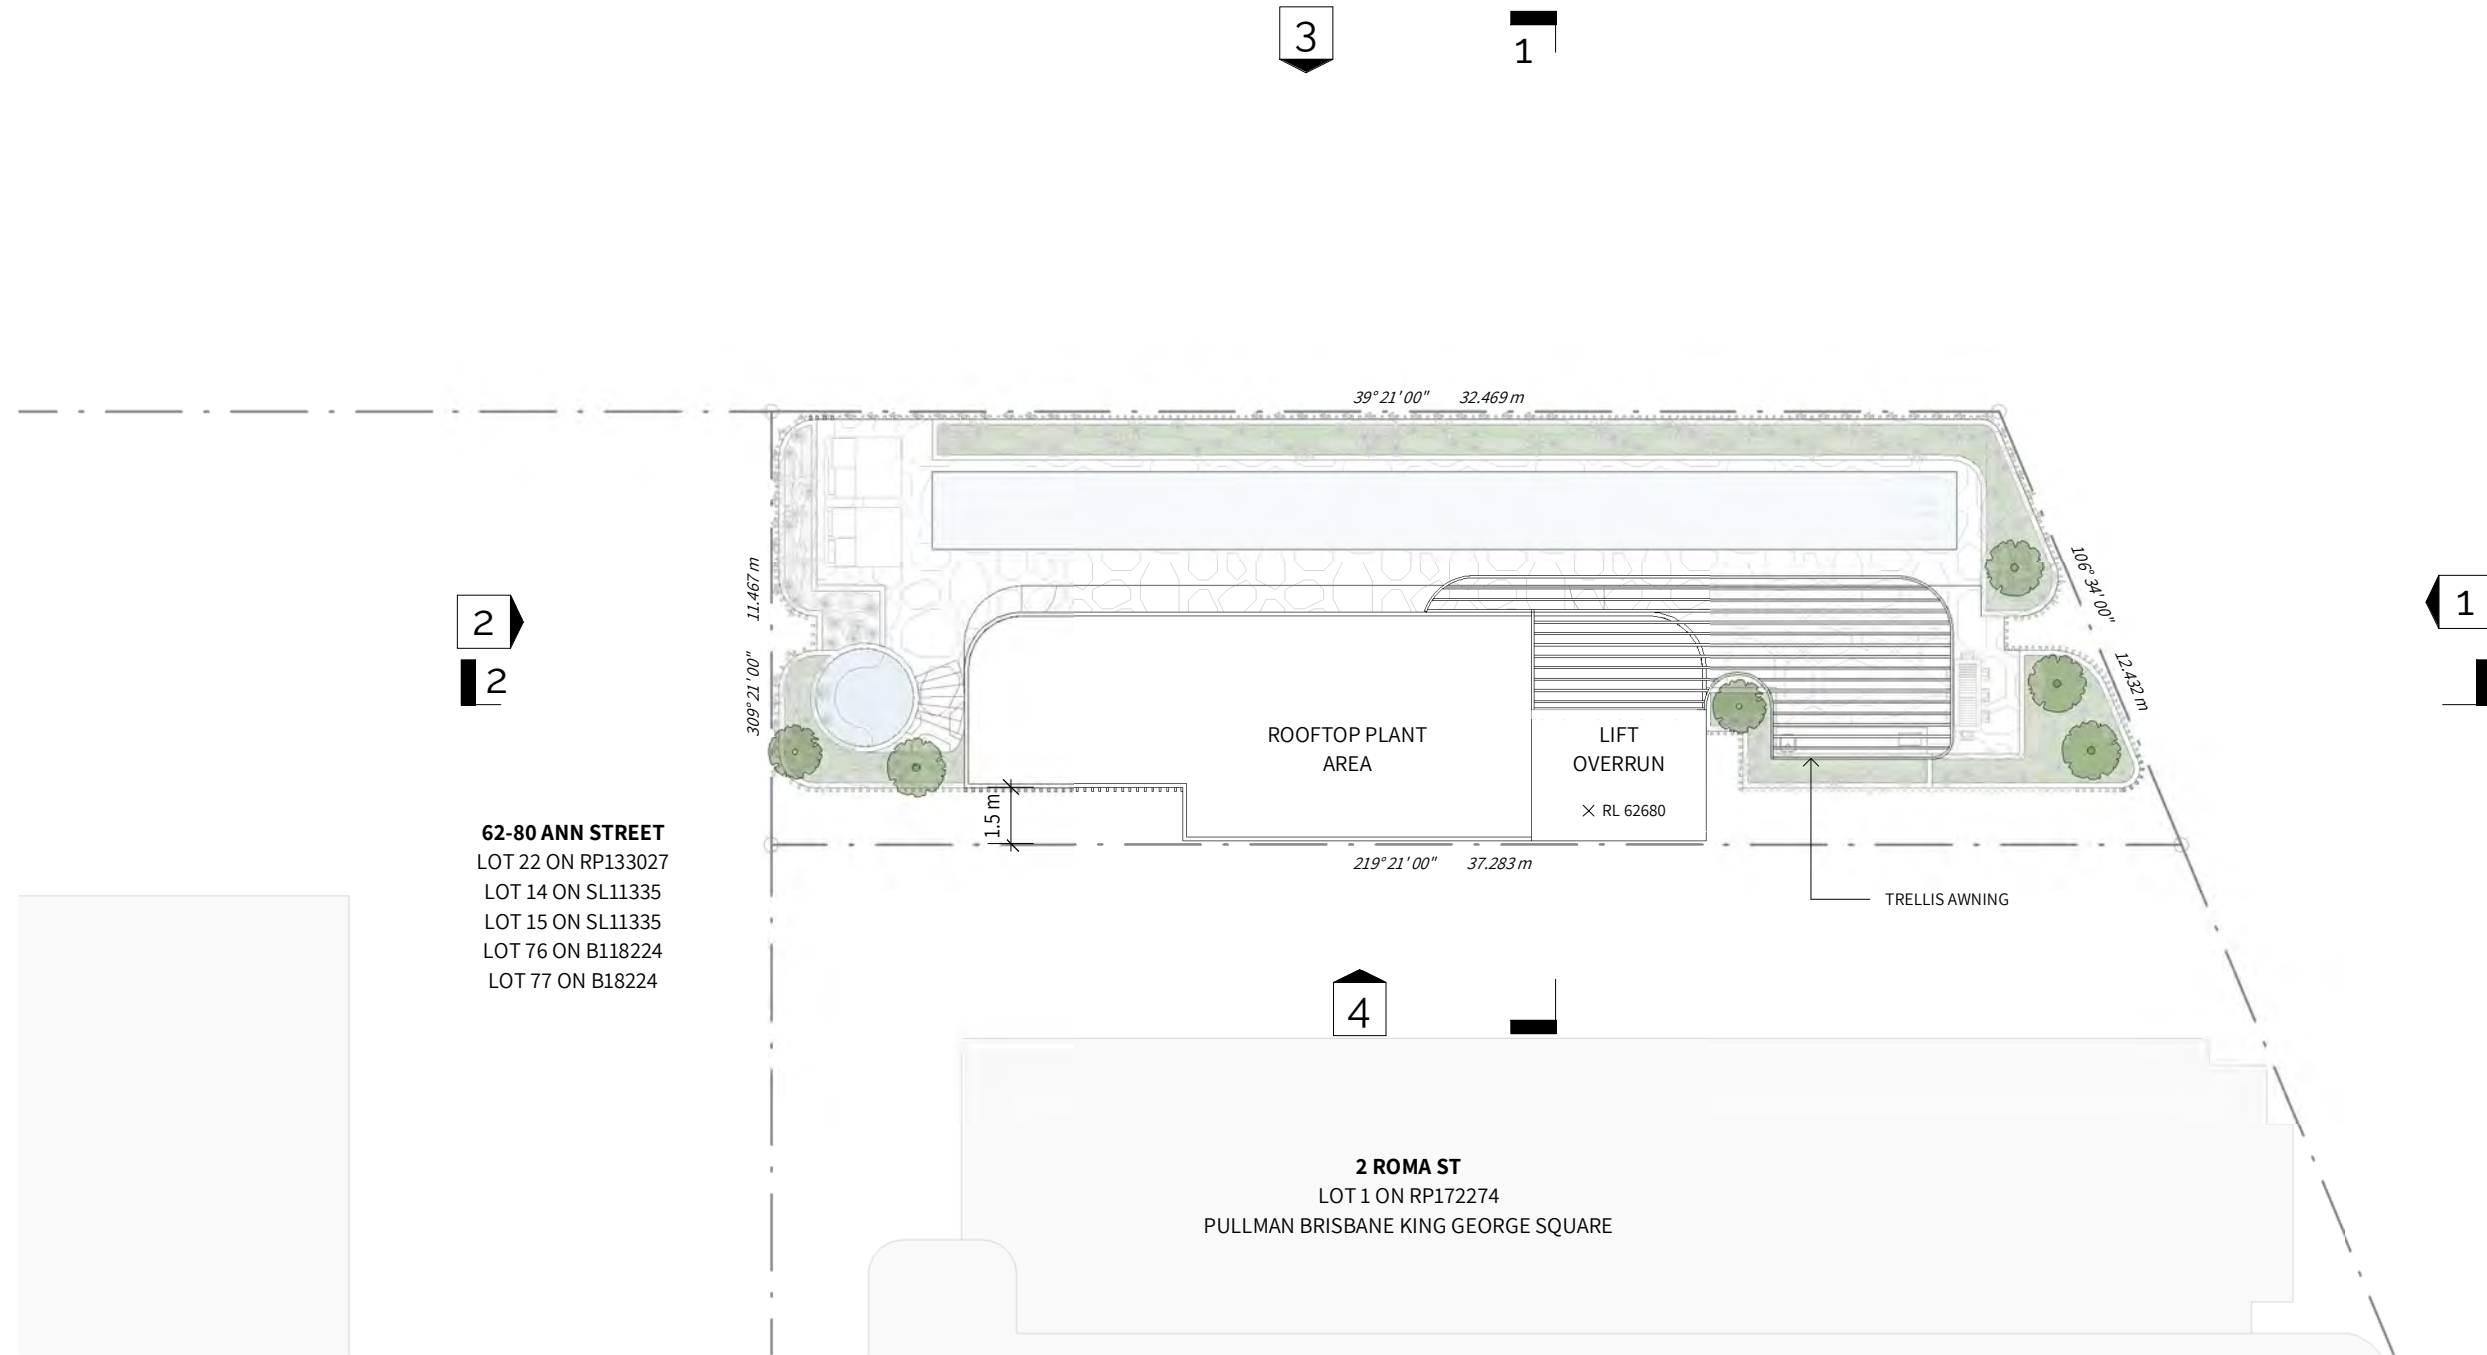 3
1
39° 21' 00" 32.469 m
309° 21' 00" 11.467 m
106° 34' 00"
12.432 m
2
2
1
ROOFTOP PLANT
AREA
LIFT
OVERRUN
RL 62680
1.5 m
62-80 ANN STREET
LOT 22 ON RP133027
LOT 14 ON SL11335
LOT 15 ON SL11335
LOT 76 ON B118224
LOT 77 ON B18224
219° 21' 00" 37.283 m
TRELLIS AWNING
4
2 ROMA ST
LOT 1 ON RP172274
PULLMAN BRISBANE KING GEORGE SQUARE